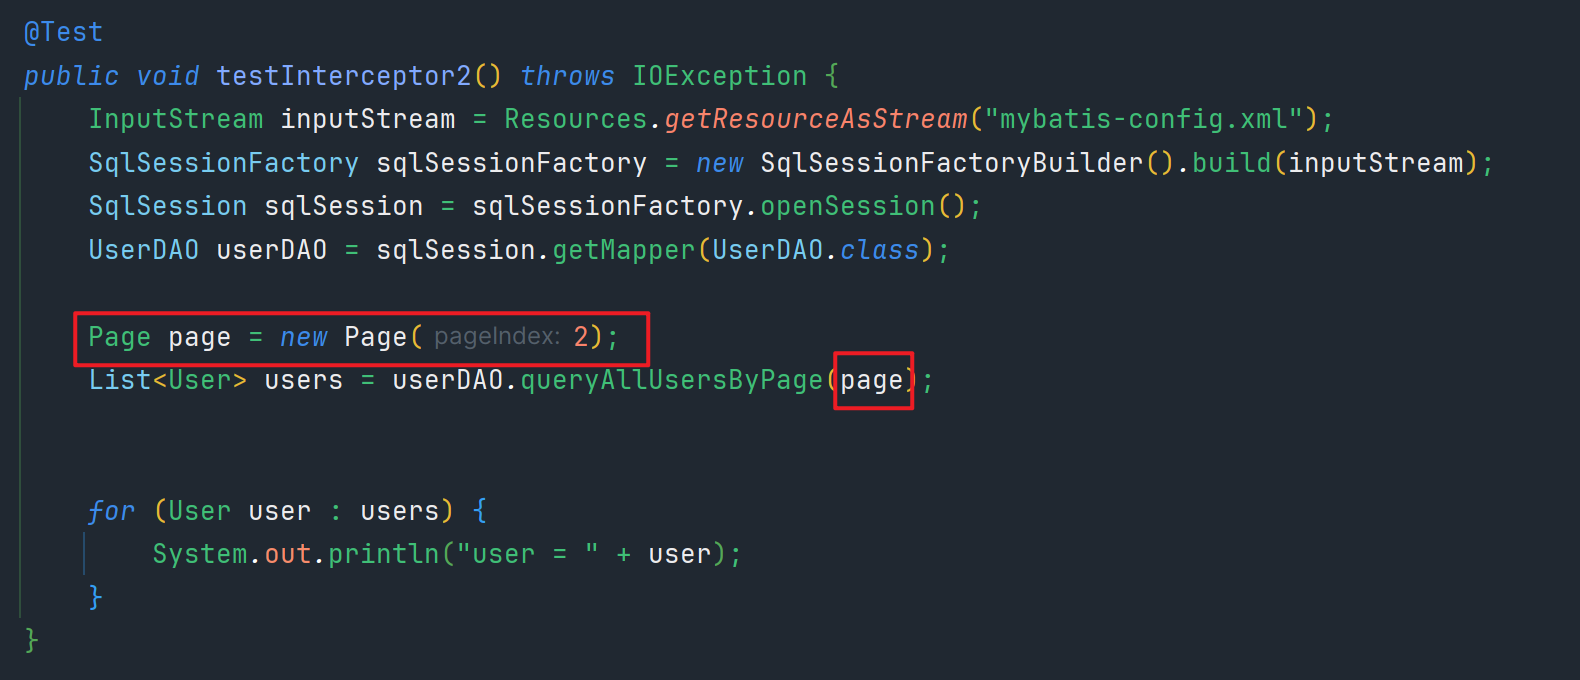 @Test
public void testInterceptor2() throws IOException {
InputStream inputStream = Resources.getResourceAsStream("mybatis-config.xml");
SqlSessionFactory sqlSessionFactory = new SqlSessionFactoryBuilder().build(inputStream);
SqlSession sqlSession = sqlSessionFactory.openSession();
UserDAO userDAO = sqlSession.getMapper(UserDAO.class);
Page page = new Page( pageIndex: 2);
List<User> users = userDAO.queryAllUsersByPage(page);
for (User user : users) {
System.out.println("user = " + user);
}
}